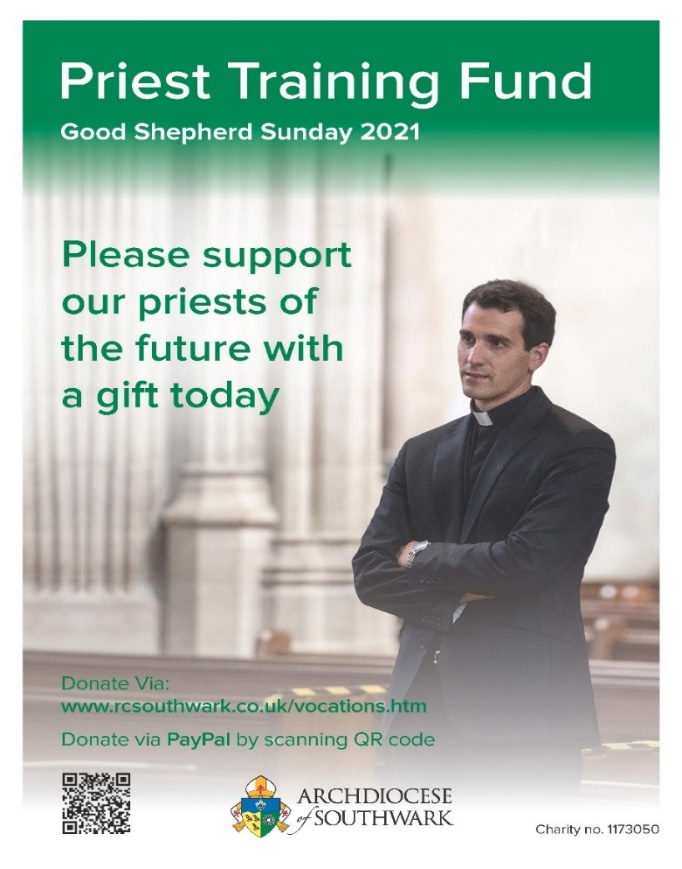 Priest Training Fund
Good Shepherd Sunday 2021
Please support
our priests of
the future with
a gift today
Donate Via:
www.rcsouthwark.co.uk/vocations.htm
Donate via PayPal by scanning QR code
ARCHDIOCESE
of SOUTHWARK
Charity no. 1173050